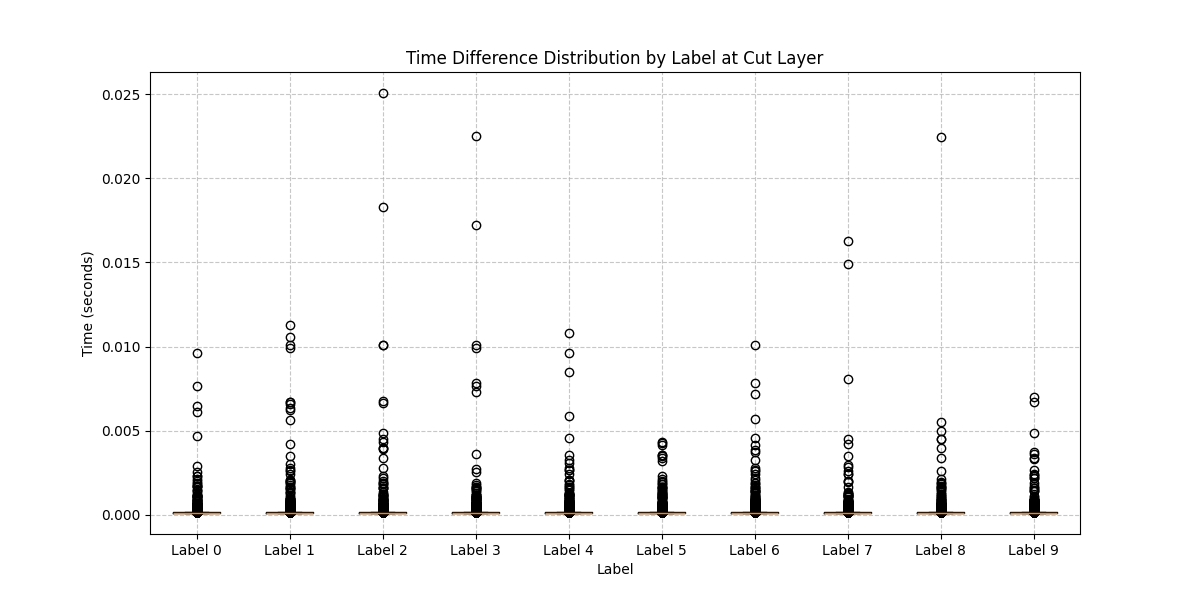 Time Difference Distribution by Label at Cut Layer
0.025
0.020
0.015
0.010
0.005
0.000
Time (seconds)
Label 0 Label 1 Label 2 Label 3 Label 4 Label 5 Label 6 Label 7 Label 8 Label 9
Label